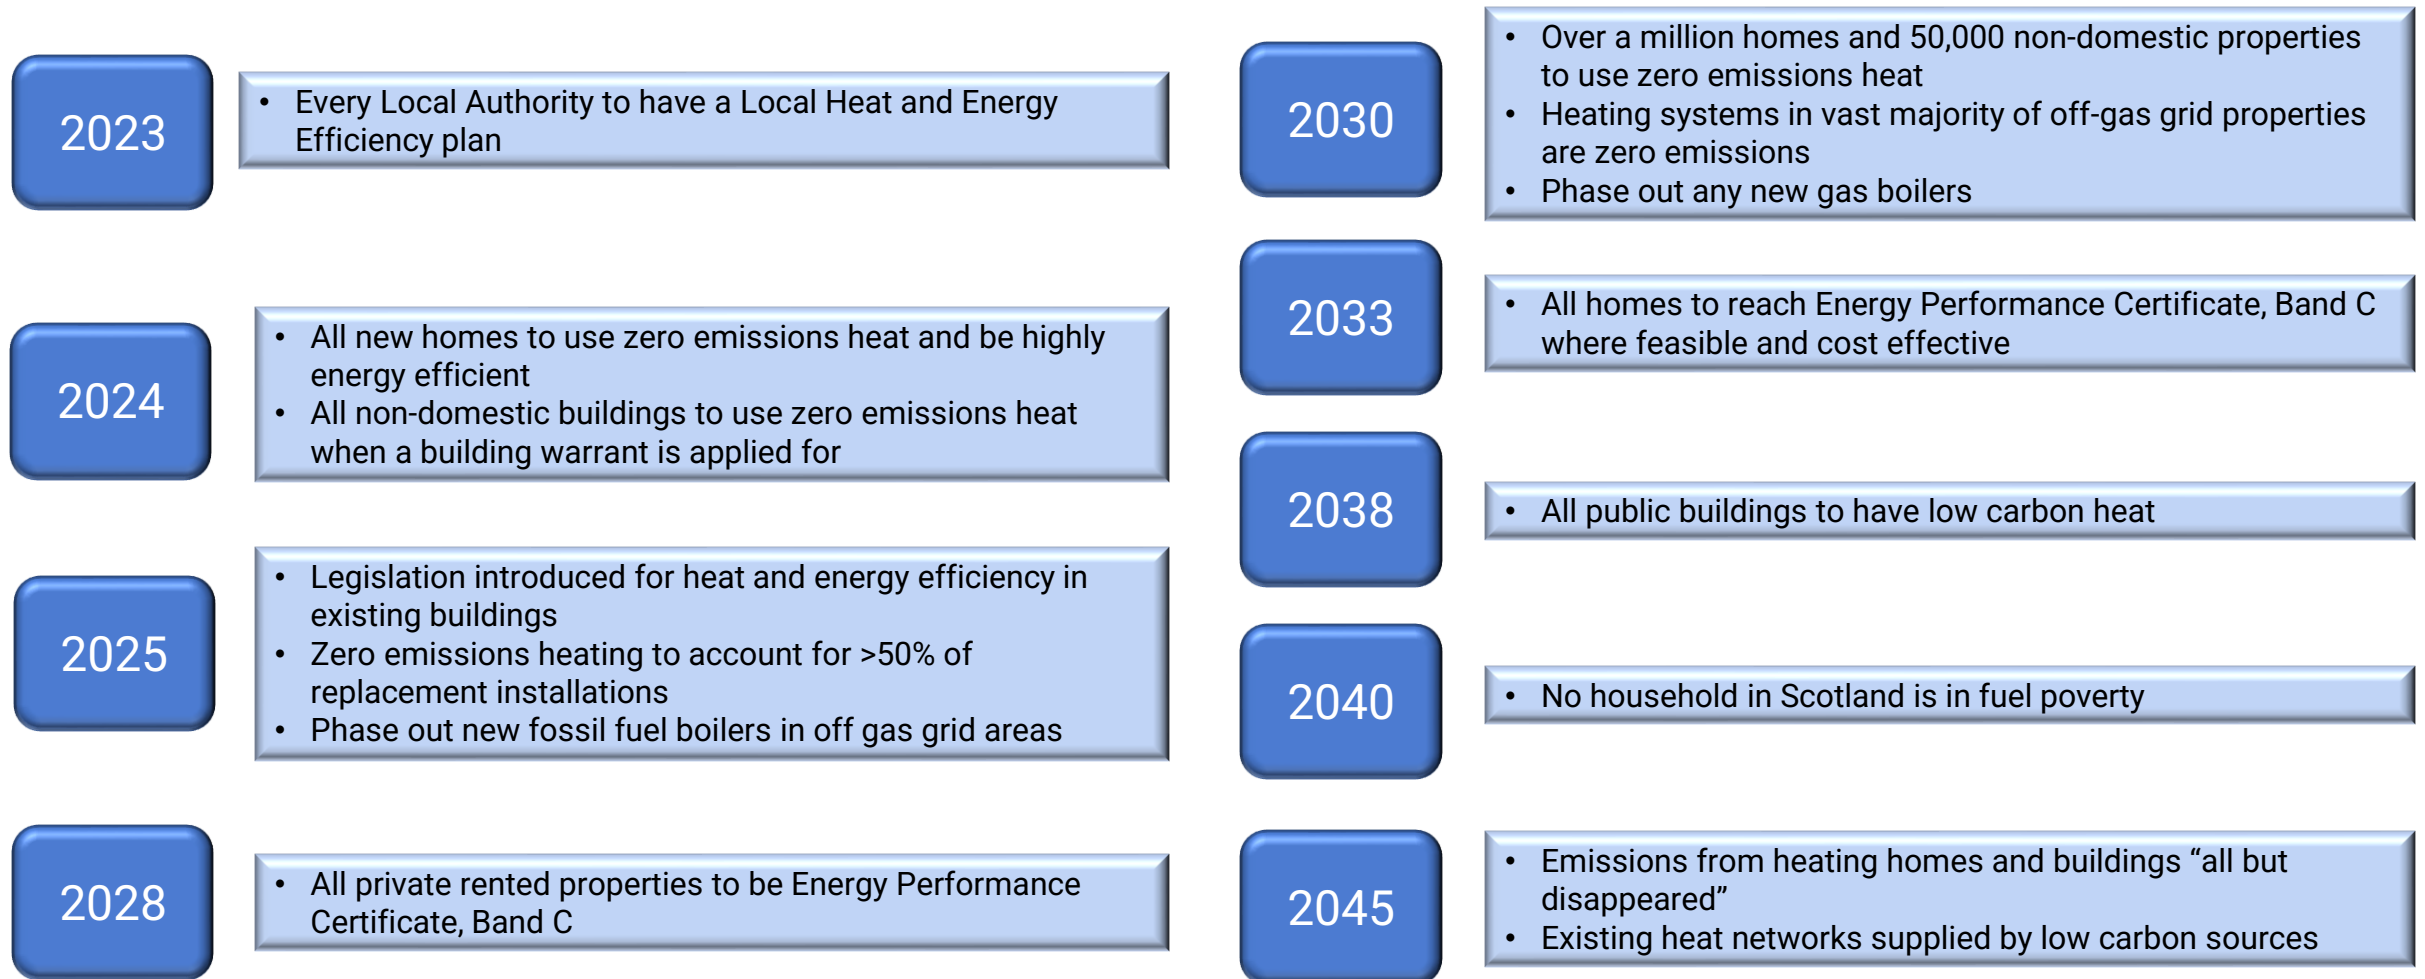 2023
• Every Local Authority to have a Local Heat and Energy
Efficiency plan
2024
• All new homes to use zero emissions heat and be highly
energy efficient
• All non-domestic buildings to use zero emissions heat
when a building warrant is applied for
2025
• Legislation introduced for heat and energy efficiency in
existing buildings
• Zero emissions heating to account for >50% of
replacement installations
• Phase out new fossil fuel boilers in off gas grid areas
2028
• All private rented properties to be Energy Performance
Certificate, Band C
2030
• Over a million homes and 50,000 non-domestic properties
to use zero emissions heat
• Heating systems in vast majority of off-gas grid properties
are zero emissions
• Phase out any new gas boilers
2033
• All homes to reach Energy Performance Certificate, Band C
where feasible and cost effective
2038
• All public buildings to have low carbon heat
2040
• No household in Scotland is in fuel poverty
2045
• Emissions from heating homes and buildings “all but
disappeared”
• Existing heat networks supplied by low carbon sources